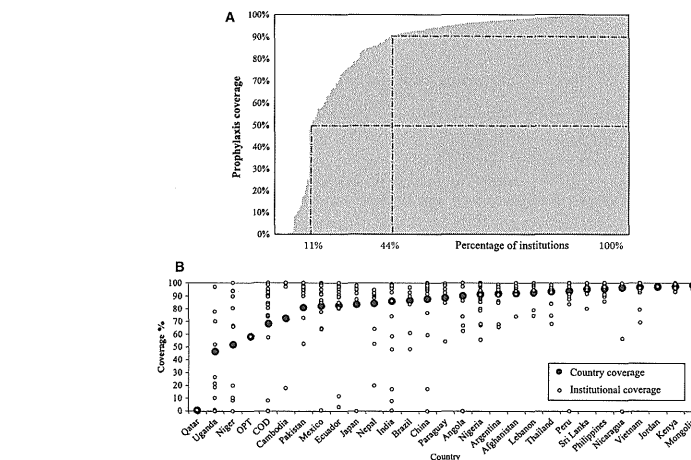 A
100%
90%
80%
70%
60%
50%
40%
30%
20%
10%
0%
Prophylaxis coverage
11%
44%
Percentage of institutions
100%
B
100
90
80
70
60
50
40
30
20
10
0
Coverage %
Country coverage
Institutional coverage
Qatar
Uganda
Niger
OPT
COD
Cambodia
Pakistan
Mexico
Ecuador
Japan
Nepal
India
Brazil
China
Paraguay
Angola
Nigeria
Argentina
Afghanistan
Lebanon
Thailand
Peru
Sri Lanka
Philippines
Nicaragua
Vietnam
Jordan
Kenya
Mongolia
Country